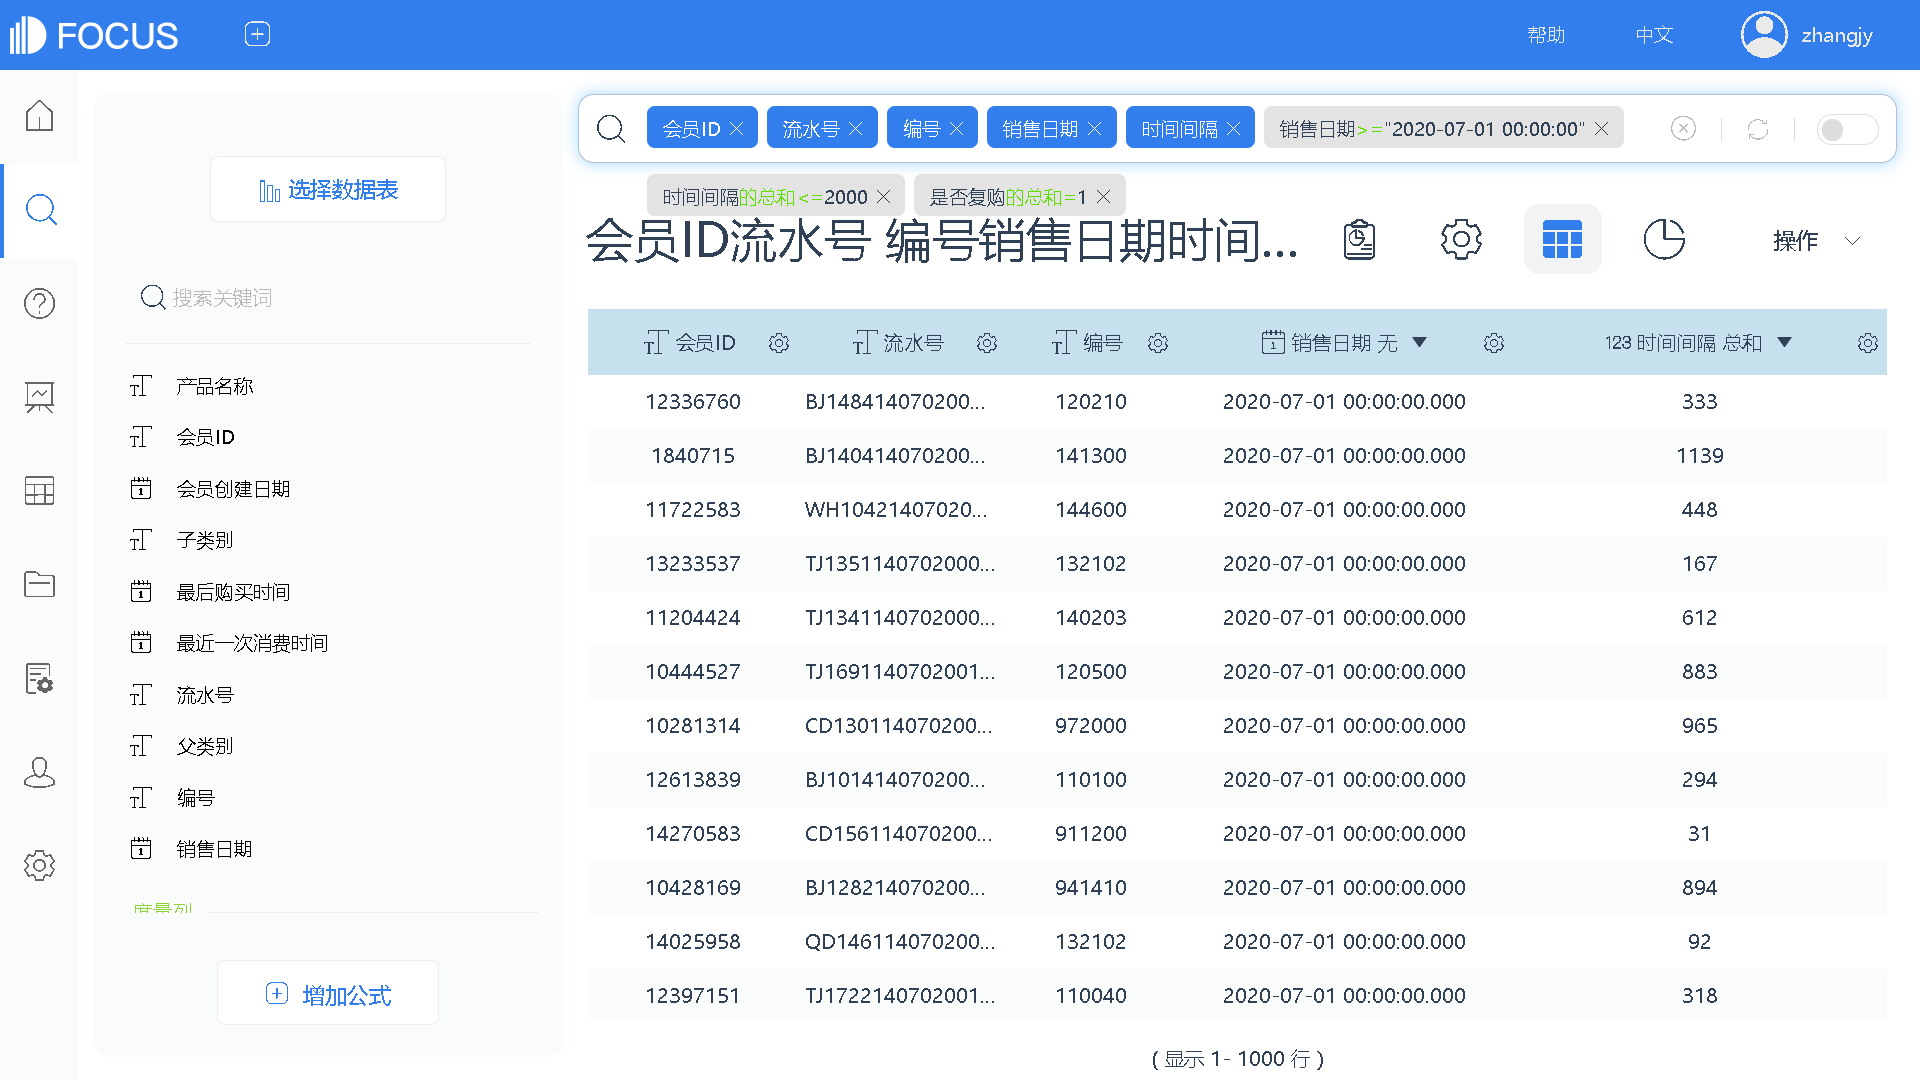 FOCUS
帮助 中文 zhangjy
选择数据表
搜索关键词
产品名称
会员ID
会员创建日期
子类别
最后购买时间
最近一次消费时间
流水号
父类别
编号
销售日期
度量列
增加公式
会员ID 流水号 编号 销售日期 时间间隔 销售日期>="2020-07-01 00:00:00"
时间间隔的总和<=2000 是否复购的总和=1
会员ID流水号 编号销售日期时间... 操作
会员ID 流水号 编号 销售日期 无 123 时间间隔 总和
12336760 BJ148414070200... 120210 2020-07-01 00:00:00.000 333
1840715 BJ140414070200... 141300 2020-07-01 00:00:00.000 1139
11722583 WH10421407020... 144600 2020-07-01 00:00:00.000 448
13233537 TJ1351140702000... 132102 2020-07-01 00:00:00.000 167
11204424 TJ1341140702000... 140203 2020-07-01 00:00:00.000 612
10444527 TJ1691140702001... 120500 2020-07-01 00:00:00.000 883
10281314 CD130114070200... 972000 2020-07-01 00:00:00.000 965
12613839 BJ101414070200... 110100 2020-07-01 00:00:00.000 294
14270583 CD156114070200... 911200 2020-07-01 00:00:00.000 31
10428169 BJ128214070200... 941410 2020-07-01 00:00:00.000 894
14025958 QD146114070200... 132102 2020-07-01 00:00:00.000 92
12397151 TJ1722140702001... 110040 2020-07-01 00:00:00.000 318
( 显示 1- 1000 行 )